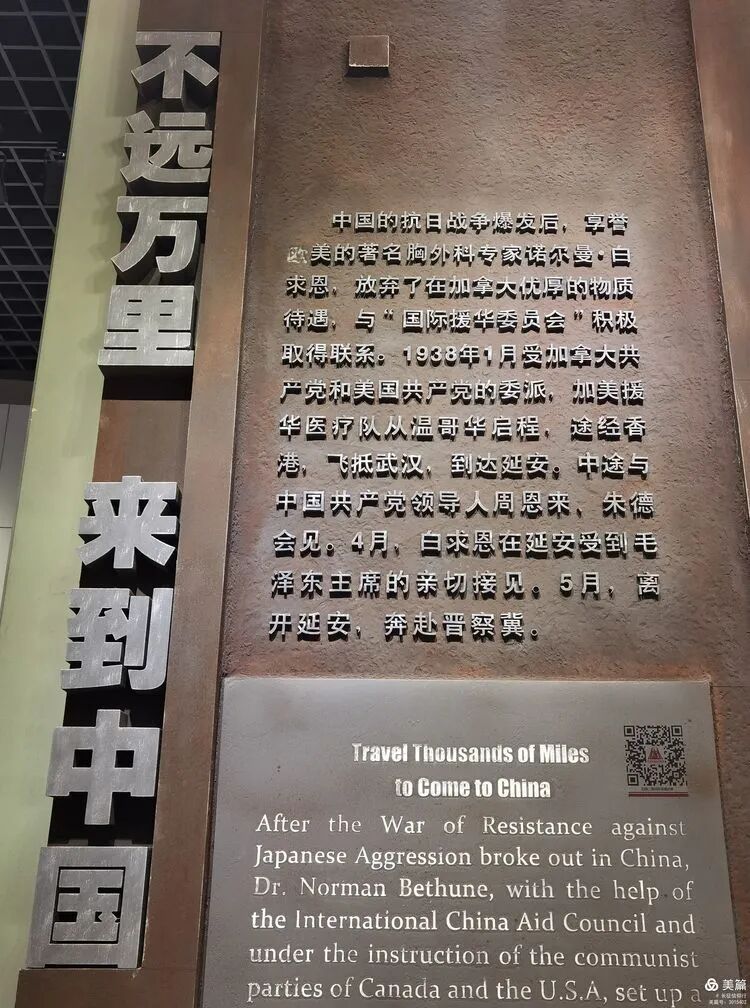 不远万里 来到中国
中国的抗日战争爆发后，享誉
欧美的著名胸外科专家诺尔曼·白
求恩，放弃了在加拿大优厚的物质
待遇，与“国际援华委员会”积极
取得联系。1938年1月受加拿大共
产党和美国共产党的委派，加美援
华医疗队从温哥华启程，途经香
港，飞抵武汉，到达延安。中途与
中国共产党领导人周恩来、朱德
会见。4月，白求恩在延安受到毛
泽东主席的亲切接见。5月，离
开延安，奔赴晋察冀。
Travel Thousands of Miles
to Come to China
After the War of Resistance against
Japanese Aggression broke out in China,
Dr. Norman Bethune, with the help of
the International China Aid Council and
under the instruction of the communist
parties of Canada and the U.S.A, set up a
美篇